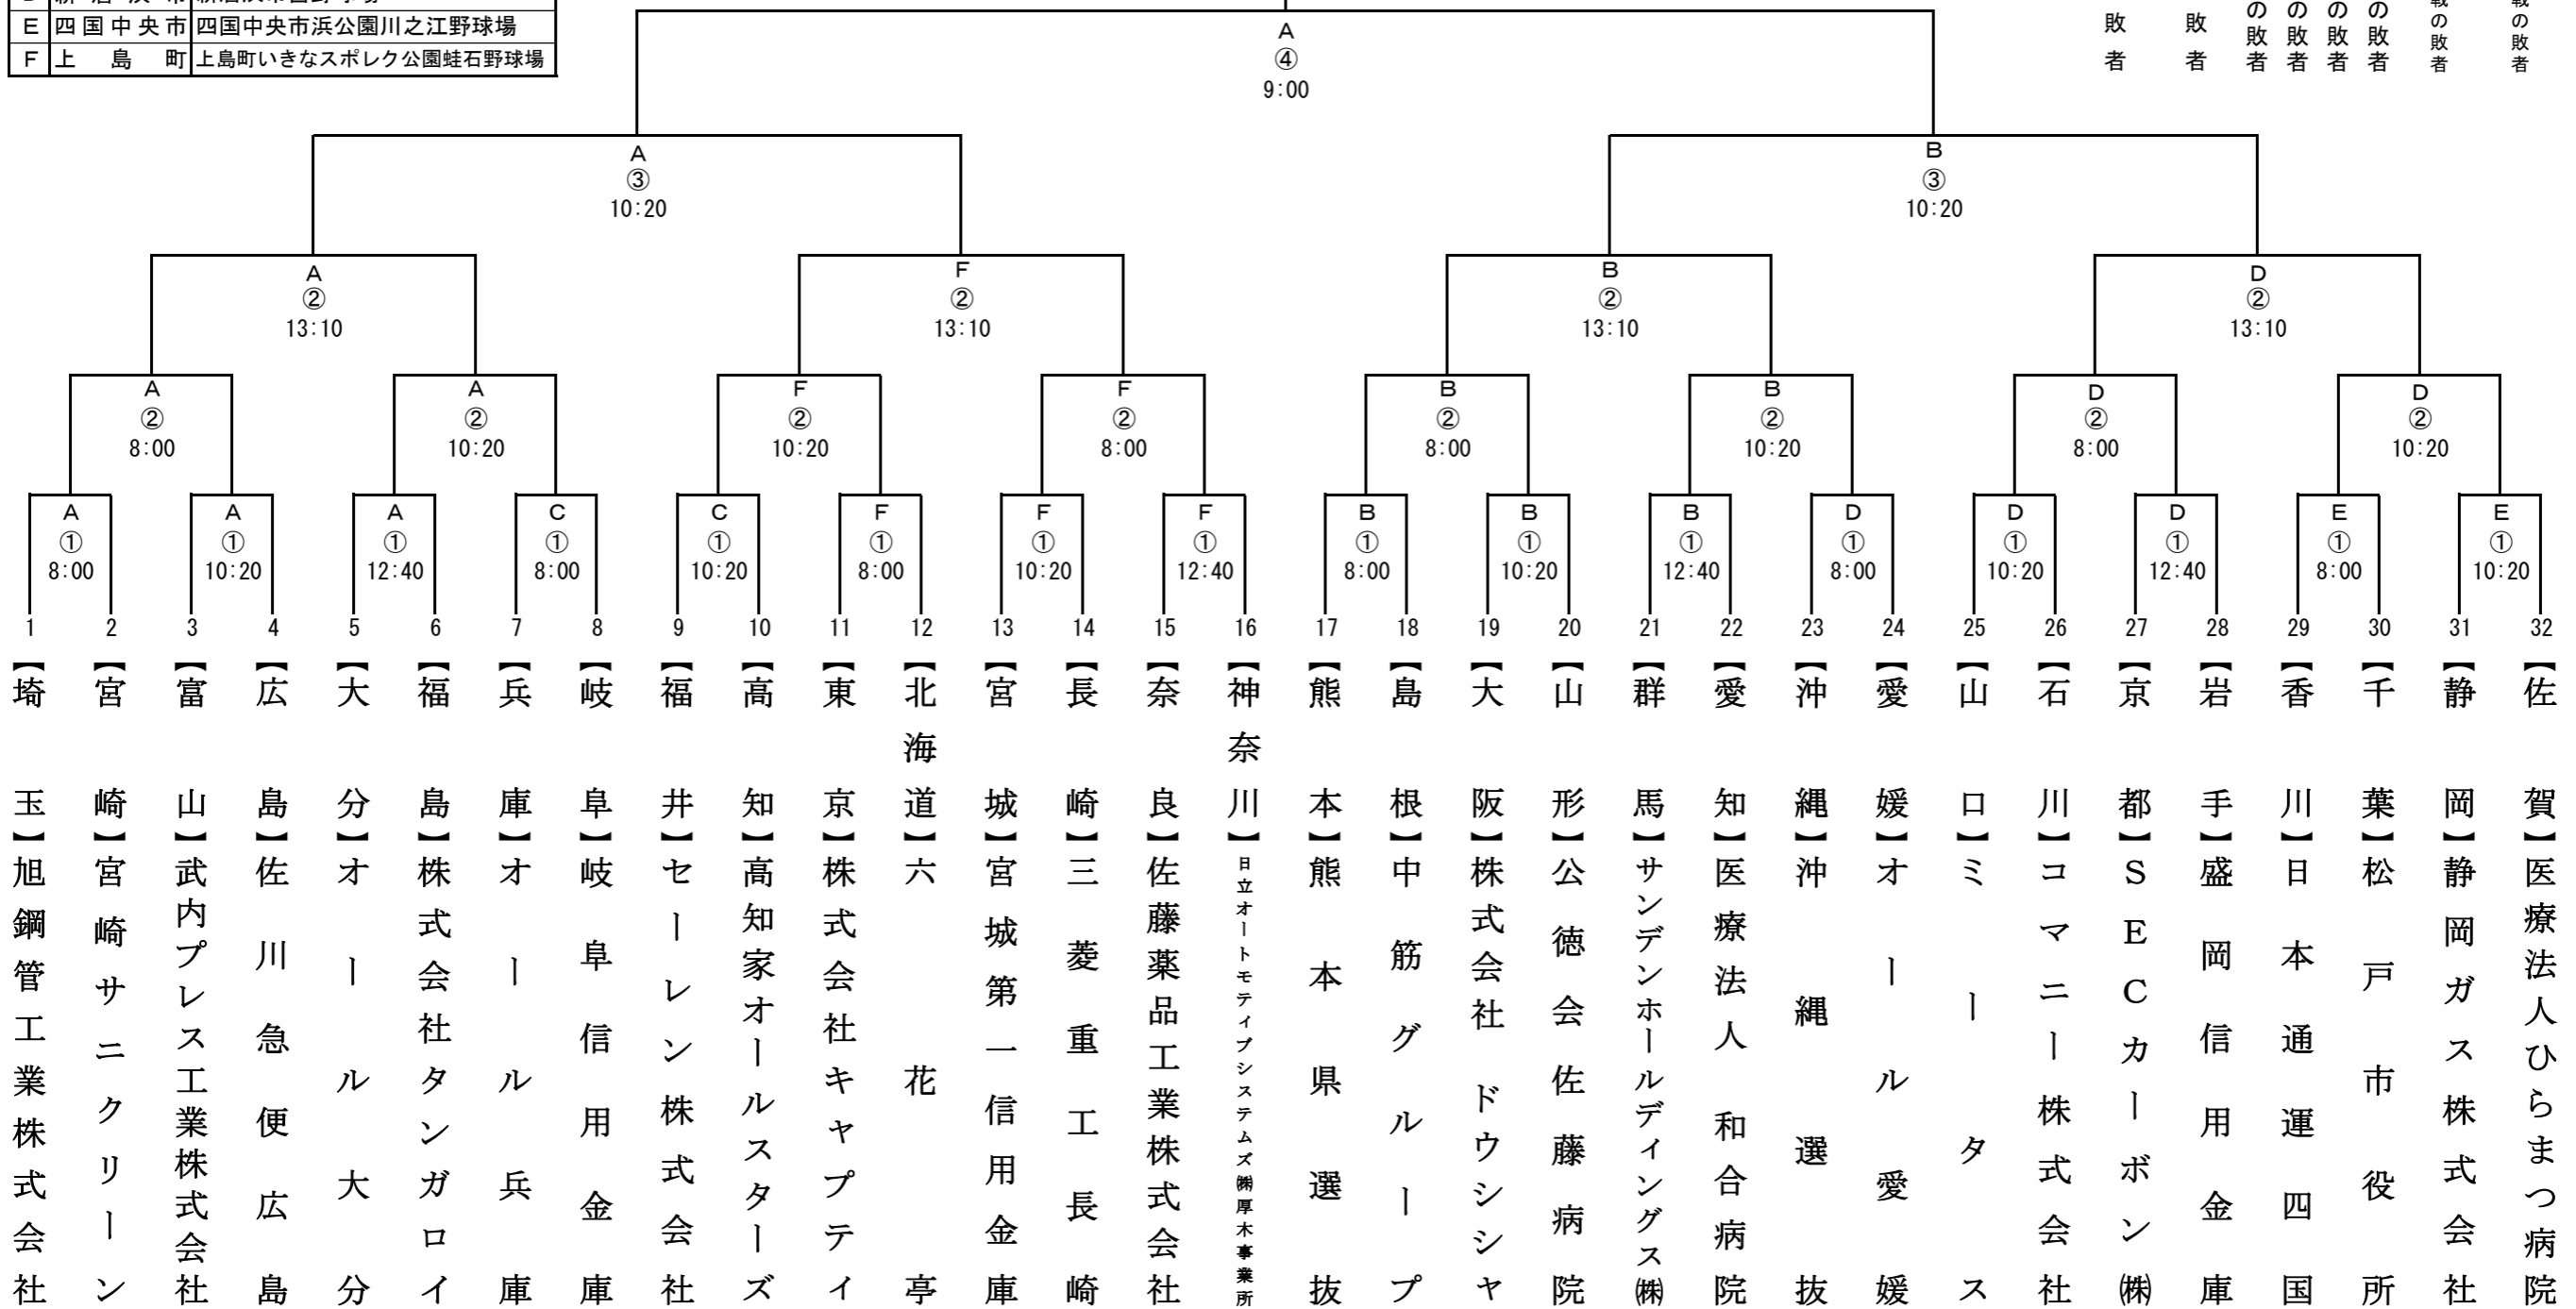 E 四国中央市 四国中央市浜公園川之江野球場
F 上島町 上島町いきなスポレク公園蛙石野球場
敗者
敗者
の敗者
の敗者
の敗者
の敗者
戦の敗者
戦の敗者
A
④
9:00
A
③
10:20
B
③
10:20
A
②
13:10
F
②
13:10
B
②
13:10
D
②
13:10
A
②
8:00
A
②
10:20
F
②
10:20
F
②
8:00
B
②
8:00
B
②
10:20
D
②
8:00
D
②
10:20
A
①
8:00
A
①
10:20
A
①
12:40
C
①
8:00
C
①
10:20
F
①
8:00
F
①
10:20
F
①
12:40
B
①
8:00
B
①
10:20
B
①
12:40
D
①
8:00
D
①
10:20
D
①
12:40
E
①
8:00
E
①
10:20
1 【埼玉】旭鋼管工業株式会社
2 【宮崎】宮崎サニクリーン
3 【富山】武内プレス工業株式会社
4 【広島】佐川急便広島
5 【大分】オール大分
6 【福島】株式会社タンガロイ
7 【兵庫】オール兵庫
8 【岐阜】岐阜信用金庫
9 【福井】セーレン株式会社
10 【高知】高知家オールスターズ
11 【東京】株式会社キャプティ
12 【北海道】六花亭
13 【宮城】宮城第一信用金庫
14 【長崎】三菱重工長崎
15 【奈良】佐藤薬品工業株式会社
16 【神奈川】日立オートモティブシステムズ㈱厚木事業所
17 【熊本】熊本県選抜
18 【島根】中筋グループ
19 【大阪】株式会社 ドウシシャ
20 【山形】公徳会佐藤病院
21 【群馬】サンデンホールディングス㈱
22 【愛知】医療法人 和合病院
23 【沖縄】沖縄選抜
24 【愛媛】オール愛媛
25 【山口】ミータス
26 【石川】コマニー株式会社
27 【京都】SECカーボン㈱
28 【岩手】盛岡信用金庫
29 【香川】日本通運四国
30 【千葉】松戸市役所
31 【静岡】静岡ガス株式会社
32 【佐賀】医療法人ひらまつ病院